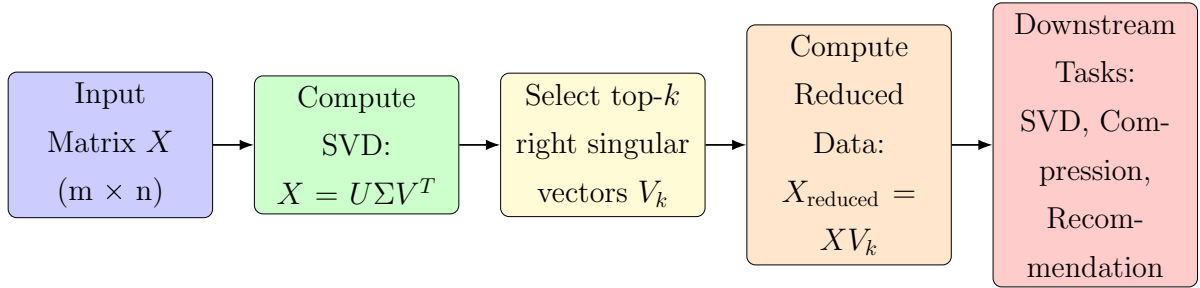 Input
Matrix X
(m × n)
Compute
SVD:
X = UΣV^T
Select top-k
right singular
vectors V_k
Compute
Reduced
Data:
X_reduced =
XV_k
Downstream
Tasks:
SVD, Com-
pression,
Recom-
mendation